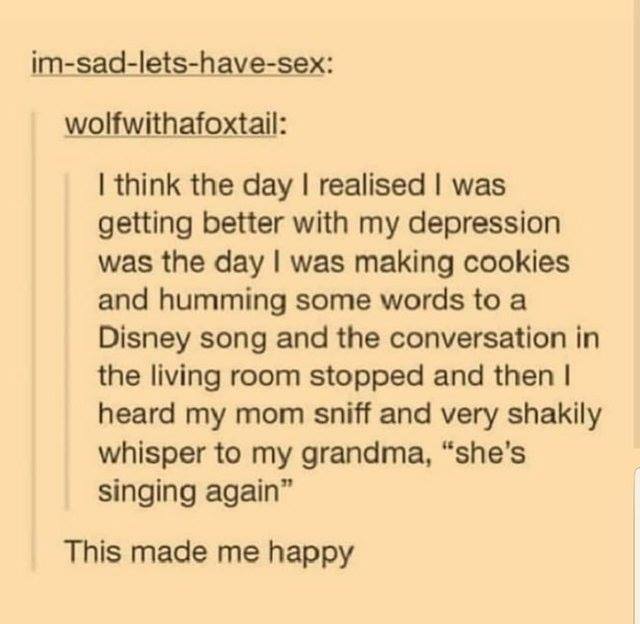 im-sad-lets-have-sex:
wolfwithafoxtail:
I think the day I realised I was
getting better with my depression
was the day I was making cookies
and humming some words to a
Disney song and the conversation in
the living room stopped and then I
heard my mom sniff and very shakily
whisper to my grandma, “she's
singing again”
This made me happy